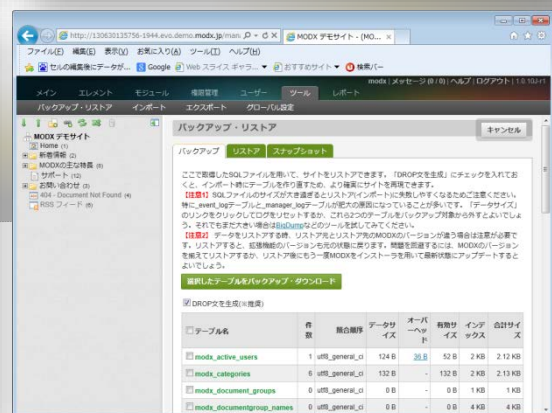 http://130630135756-1944.evo.demo.modx.jp/man
MODX デモサイト - (MO...
ファイル(F) 編集(E) 表示(V) お気に入り(A) ツール(T) ヘルプ(H)
セルの編集後にデータが... Google Web スライス ギャラ... おすすめサイト 検索バー
modx | メッセージ (0 / 0) | ヘルプ | ログアウト | 1.0.10J-r1
メイン エレメント モジュール 権限管理 ユーザー ツール レポート
バックアップ・リストア インポート エクスポート グローバル設定
MODX デモサイト
Home (1)
新着情報 (2)
MODXの主な特長 (6)
サポート (12)
お問い合わせ (3)
404 - Document Not Found (4)
RSS フィード (6)
バックアップ・リストア
キャンセル
バックアップ リストア スナップショット
ここで取得したSQLファイルを用いて、サイトをリストアできます。「DROP文を生成」にチェックを入れてお
くと、インポート時にテーブルを作り直すため、より確実にサイトを再現できます。
【注意1】SQLファイルのサイズが大き過ぎるとリストア(インポート)に失敗しやすくなるためご注意ください。
特に_event_logテーブルと_manager_logテーブルが肥大の原因になっていることが多いです。「データサイズ」
のリンクをクリックしてログをリセットするか、これら2つのテーブルをバックアップ対象から外すとよいでしょ
う。それでもまだ大きい場合はBigDumpなどのツールを試してみてください。
【注意2】 データをリストアする時、リストア元とリストア先のMODXのバージョンが違う場合は注意が必要で
す。リストアすると、拡張機能のバージョンも元の状態に戻ります。問題を回避するには、MODXのバージョン
を揃えてリストアするか、リストア後にもう一度MODXをインストーラを用いて最新状態にアップデートすると
よいでしょう。
選択したテーブルをバックアップ・ダウンロード
DROP文を生成(※推奨)
テーブル名 件数 照合順序 データサイズ オーバーヘッド 有効サイズ インデックス 合計サイズ
modx_active_users 1 utf8_general_ci 124 B 36 B 52 B 2 KB 2.12 KB
modx_categories 6 utf8_general_ci 132 B - 132 B 2 KB 2.13 KB
modx_document_groups 0 utf8_general_ci 0 B - 0 B 1 KB 1 KB
modx_documentgroup_names 0 utf8_general_ci 0 B - 0 B 4 KB 4 KB